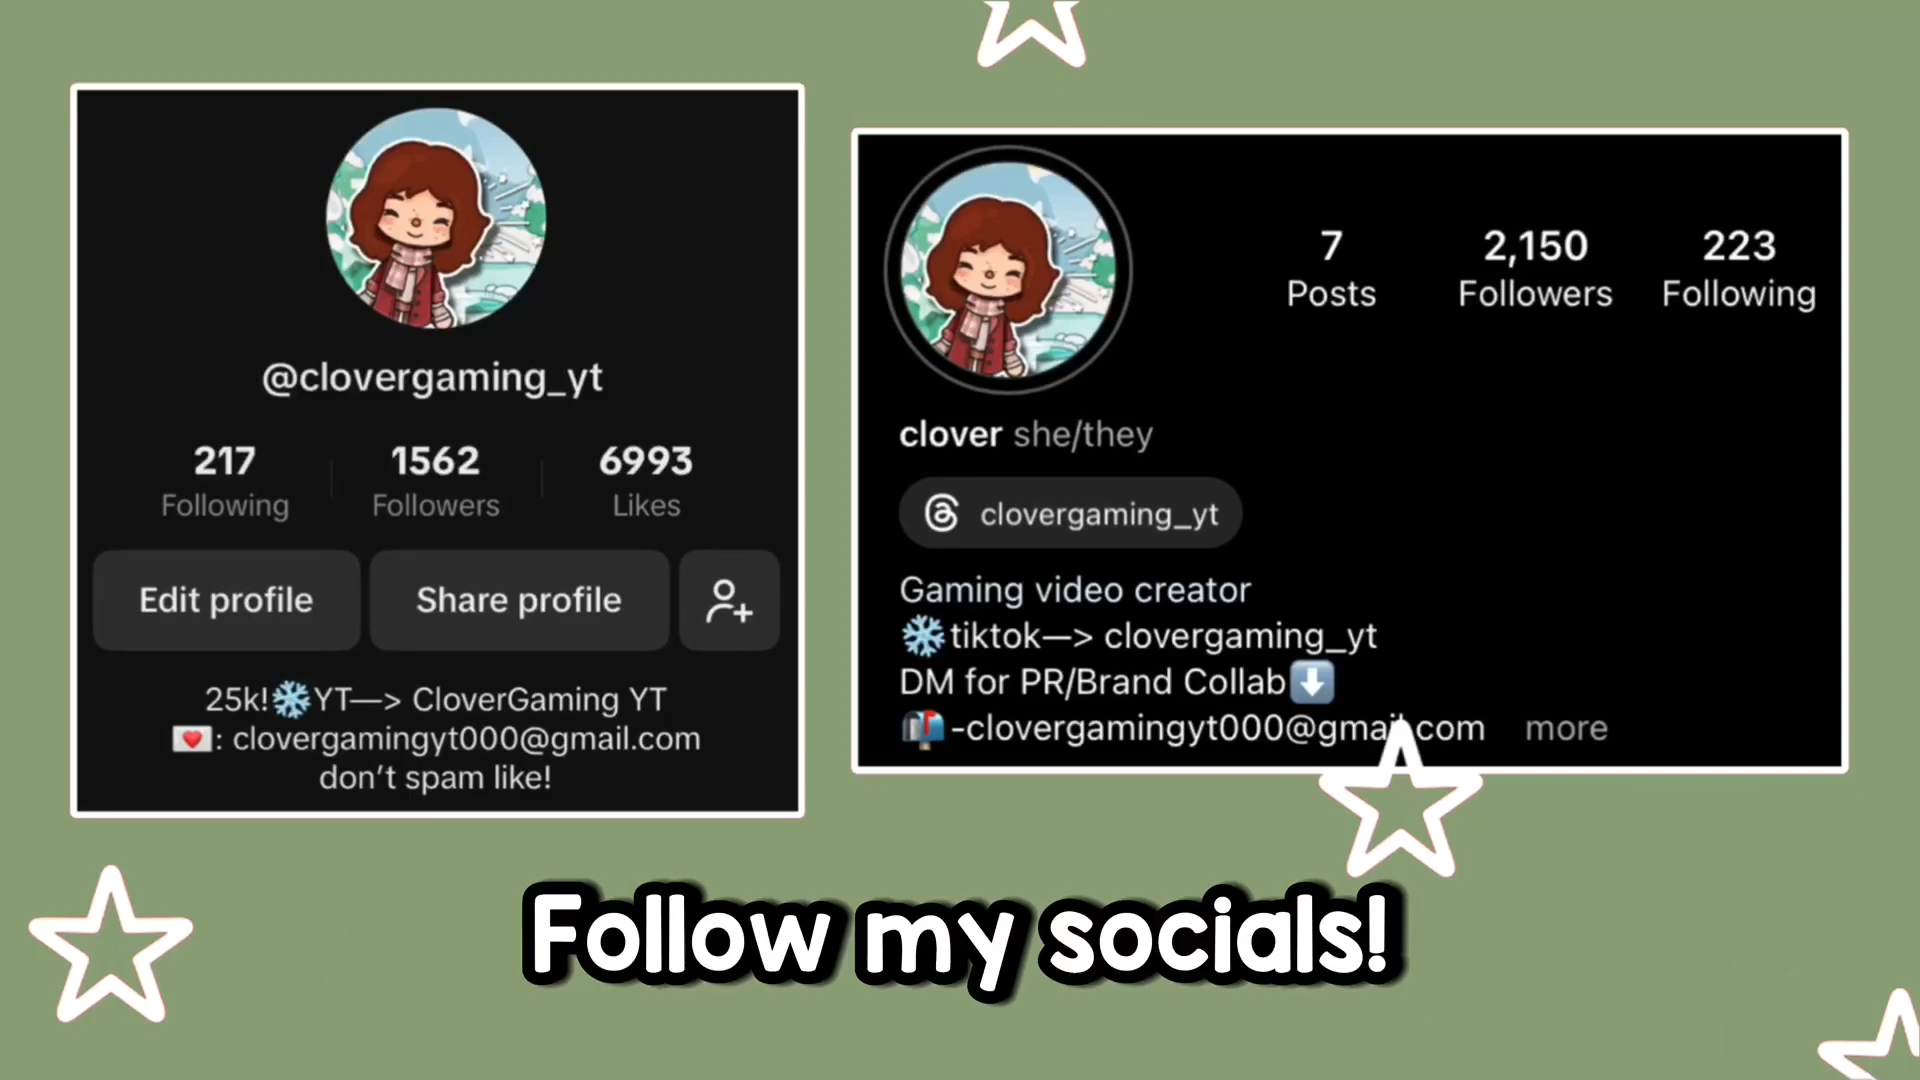 @clovergaming_yt
217 1562 6993
Following Followers Likes
Edit profile Share profile
25k!❄️YT—> CloverGaming YT
💌: clovergamingyt000@gmail.com
don't spam like!
7 2,150 223
Posts Followers Following
clover she/they
clovergaming_yt
Gaming video creator
❄️tiktok—> clovergaming_yt
DM for PR/Brand Collab⬇️
📬-clovergamingyt000@gmail.com more
Follow my socials!